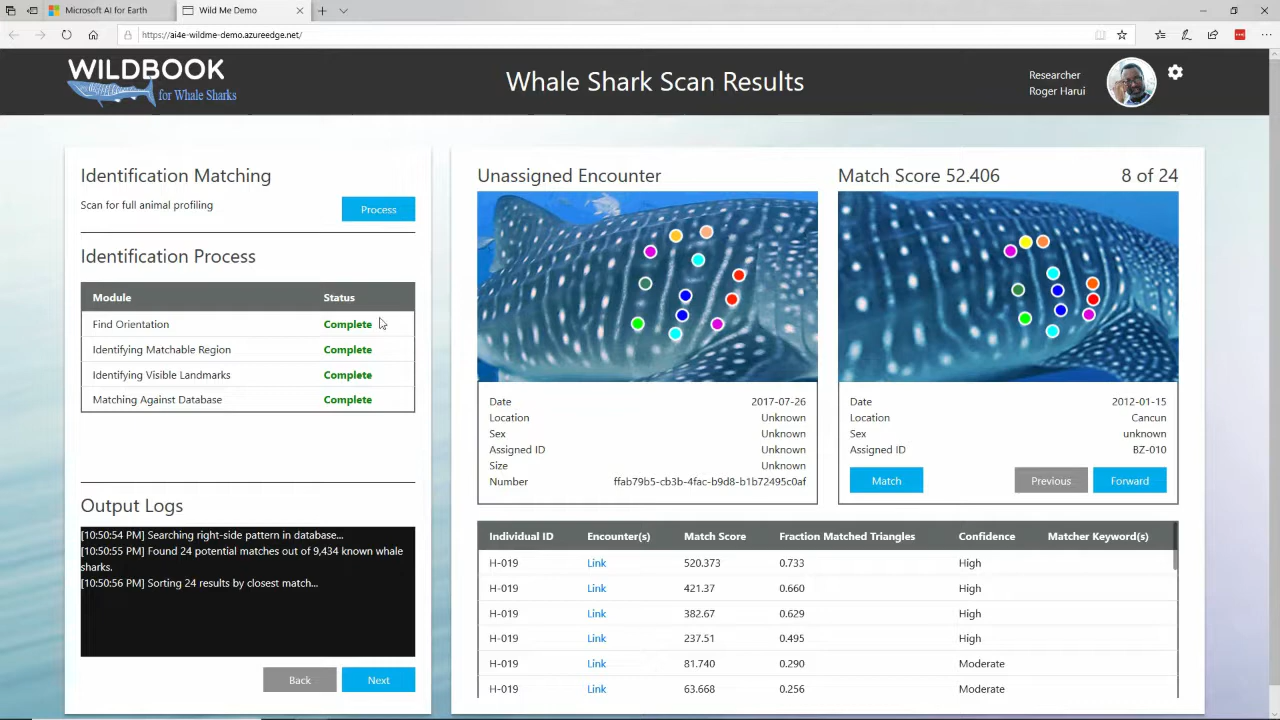 Microsoft AI for Earth
Wild Me Demo
https://ai4e-wildme-demo.azureedge.net/
WILDBOOK
for Whale Sharks
Whale Shark Scan Results
Researcher
Roger Harui
Identification Matching
Scan for full animal profiling
Process
Identification Process
Module Status
Find Orientation Complete
Identifying Matchable Region Complete
Identifying Visible Landmarks Complete
Matching Against Database Complete
Output Logs
[10:50:54 PM] Searching right-side pattern in database...
[10:50:55 PM] Found 24 potential matches out of 9,434 known whale
sharks.
[10:50:56 PM] Sorting 24 results by closest match...
Back Next
Unassigned Encounter
Date 2017-07-26
Location Unknown
Sex Unknown
Assigned ID Unknown
Size Unknown
Number ffab79b5-cb3b-4fac-b9d8-b1b72495c0af
Match Score 52.406 8 of 24
Date 2012-01-15
Location Cancun
Sex unknown
Assigned ID BZ-010
Match Previous Forward
Individual ID Encounter(s) Match Score Fraction Matched Triangles Confidence Matcher Keyword(s)
H-019 Link 520.373 0.733 High
H-019 Link 421.37 0.660 High
H-019 Link 382.67 0.629 High
H-019 Link 237.51 0.495 High
H-019 Link 81.740 0.290 Moderate
H-019 Link 63.668 0.256 Moderate